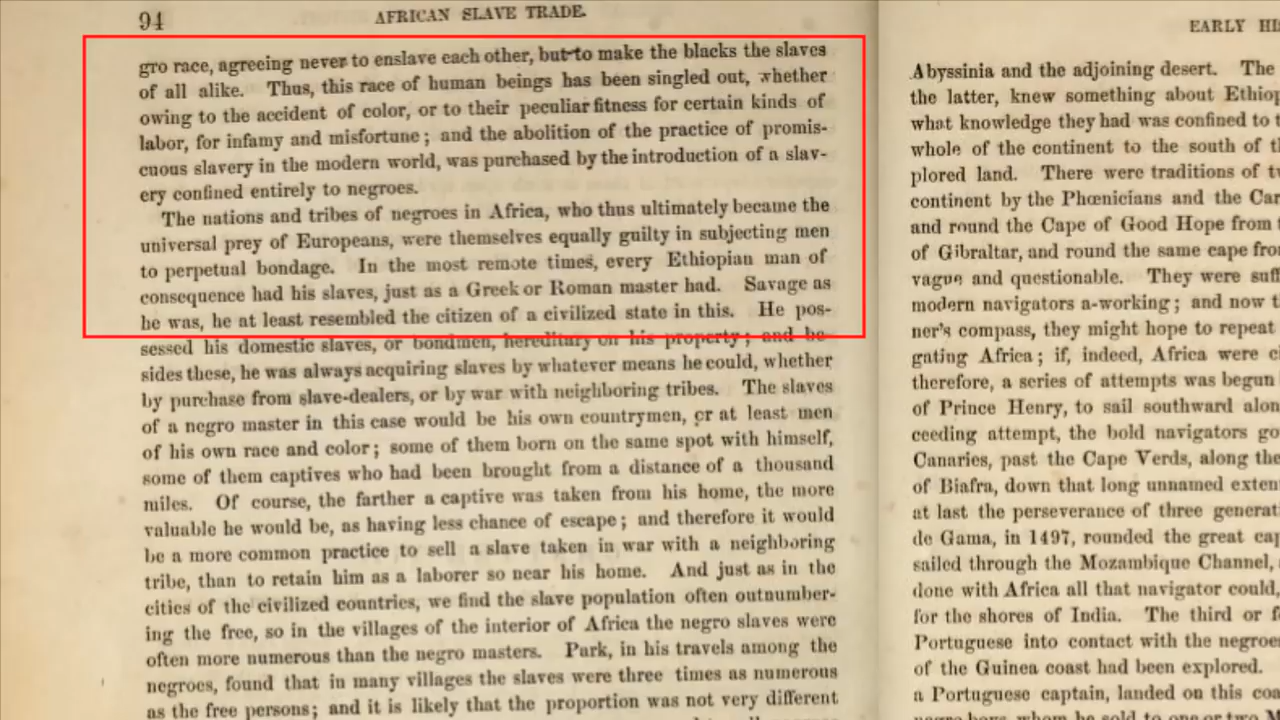 94
AFRICAN SLAVE TRADE.
gro race, agreeing never to enslave each other, but to make the blacks the slaves
of all alike. Thus, this race of human beings has been singled out, whether
owing to the accident of color, or to their peculiar fitness for certain kinds of
labor, for infamy and misfortune; and the abolition of the practice of promis-
cuous slavery in the modern world, was purchased by the introduction of a slav-
ery confined entirely to negroes.
The nations and tribes of negroes in Africa, who thus ultimately became the
universal prey of Europeans, were themselves equally guilty in subjecting men
to perpetual bondage. In the most remote times, every Ethiopian man of
consequence had his slaves, just as a Greek or Roman master had. Savage as
he was, he at least resembled the citizen of a civilized state in this. He pos-
sessed his domestic slaves, or bondmen, hereditary on his property; and be-
sides these, he was always acquiring slaves by whatever means he could, whether
by purchase from slave-dealers, or by war with neighboring tribes. The slaves
of a negro master in this case would be his own countrymen, or at least men
of his own race and color; some of them born on the same spot with himself,
some of them captives who had been brought from a distance of a thousand
miles. Of course, the farther a captive was taken from his home, the more
valuable he would be, as having less chance of escape; and therefore it would
be a more common practice to sell a slave taken in war with a neighboring
tribe, than to retain him as a laborer so near his home. And just as in the
cities of the civilized countries, we find the slave population often outnumber-
ing the free, so in the villages of the interior of Africa the negro slaves were
often more numerous than the negro masters. Park, in his travels among the
negroes, found that in many villages the slaves were three times as numerous
as the free persons; and it is likely that the proportion was not very different
EARLY
Abyssinia and the adjoining desert. The
the latter, knew something about
what knowledge they had was confined to
whole of the continent to the south of
plored land. There were traditions of
continent by the Phœnicians and the
and round the Cape of Good Hope from
of Gibraltar, and round the same cape
vague and questionable. They were
modern navigators a-working; and now
ner's compass, they might hope to repeat
gating Africa; if, indeed, Africa were
therefore, a series of attempts was begun
of Prince Henry, to sail southward
ceeding attempt, the bold navigators
Canaries, past the Cape Verds, along the
of Biafra, down that long unnamed
at last the perseverance of three
de Gama, in 1497, rounded the great
sailed through the Mozambique Channel,
done with Africa all that navigator could,
for the shores of India. The third or
Portuguese into contact with the
of the Guinea coast had been explored.
a Portuguese captain, landed on this